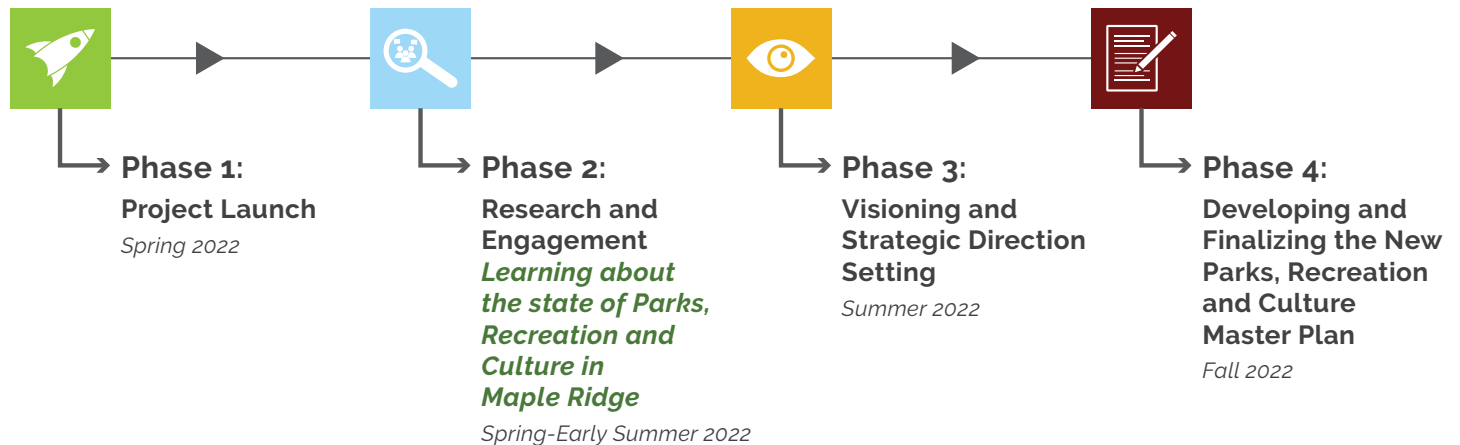 Phase 1:
Project Launch
Spring 2022
Phase 2:
Research and
Engagement
Learning about
the state of Parks,
Recreation and
Culture in
Maple Ridge
Spring-Early Summer 2022
Phase 3:
Visioning and
Strategic Direction
Setting
Summer 2022
Phase 4:
Developing and
Finalizing the New
Parks, Recreation
and Culture
Master Plan
Fall 2022